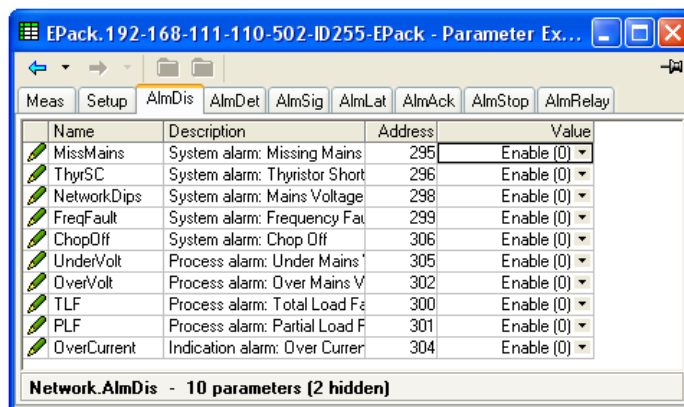 EPack.192-168-111-110-502-ID255-EPack - Parameter Ex...
Meas Setup AlmDis AlmDet AlmSig AlmLat AlmAck AlmStop AlmRelay
Name Description Address Value
MissMains System alarm: Missing Mains 295 Enable (0)
ThyrSC System alarm: Thyristor Short 296 Enable (0)
NetworkDips System alarm: Mains Voltage 298 Enable (0)
FreqFault System alarm: Frequency Fau 299 Enable (0)
ChopOff System alarm: Chop Off 306 Enable (0)
UnderVolt Process alarm: Under Mains 305 Enable (0)
OverVolt Process alarm: Over Mains V 302 Enable (0)
TLF Process alarm: Total Load Fa 300 Enable (0)
PLF Process alarm: Partial Load F 301 Enable (0)
OverCurrent Indication alarm: Over Curren 304 Enable (0)
Network.AlmDis - 10 parameters (2 hidden)